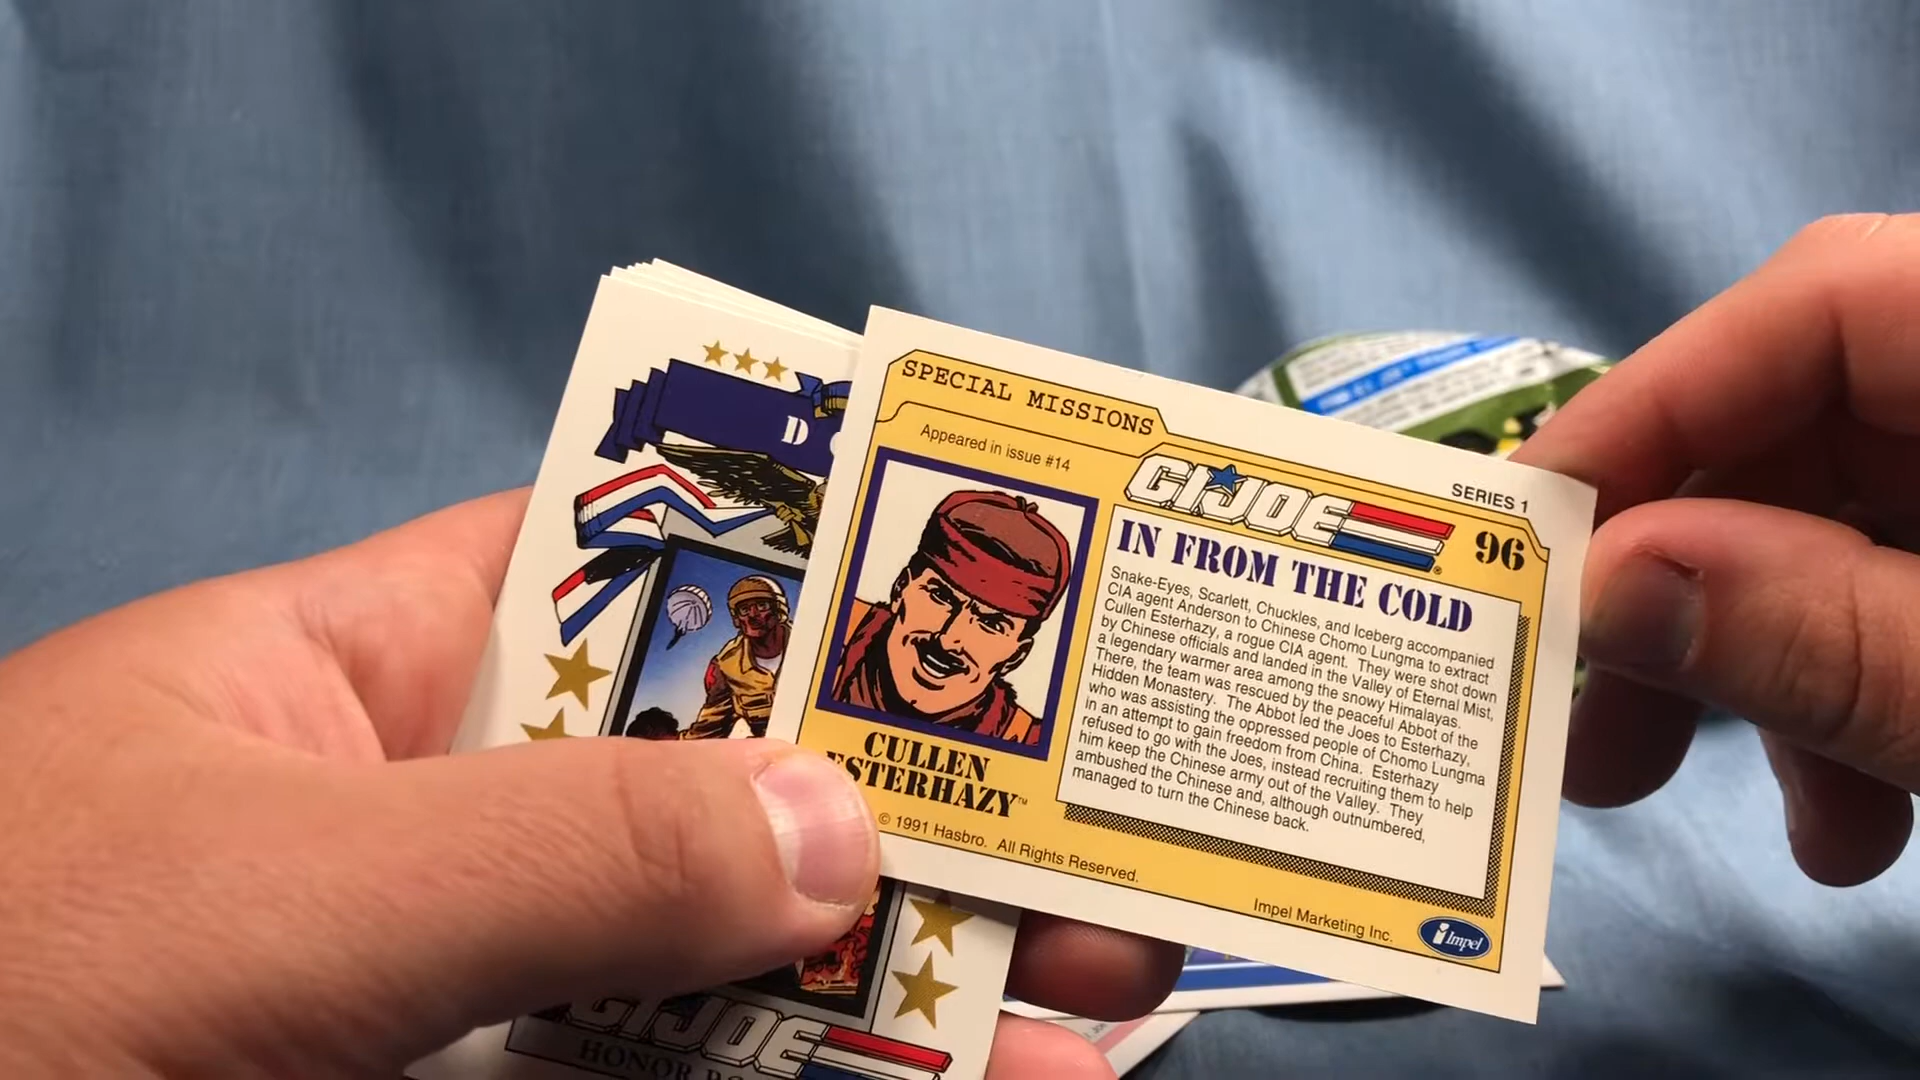 SPECIAL MISSIONS
Appeared in issue #14
GI JOE
SERIES 1
96
IN FROM THE COLD
Snake-Eyes, Scarlett, Chuckles, and Iceberg accompanied
CIA agent Anderson to Chinese Chomo Lungma to extract
Cullen Esterhazy, a rogue CIA agent. They were shot down
by Chinese officials and landed in the Valley of Eternal Mist,
a legendary warmer area among the snowy Himalayas.
There, the team was rescued by the peaceful Abbot of the
Hidden Monastery. The Abbot led the Joes to Esterhazy,
who was assisting the oppressed people of Chomo Lungma
in an attempt to gain freedom from China. Esterhazy
refused to go with the Joes, instead recruiting them to help
him keep the Chinese army out of the Valley. They
ambushed the Chinese and, although outnumbered,
managed to turn the Chinese back.
CULLEN
ESTERHAZY™
© 1991 Hasbro. All Rights Reserved.
Impel Marketing Inc.
Impel
D
GI JOE
HONOR